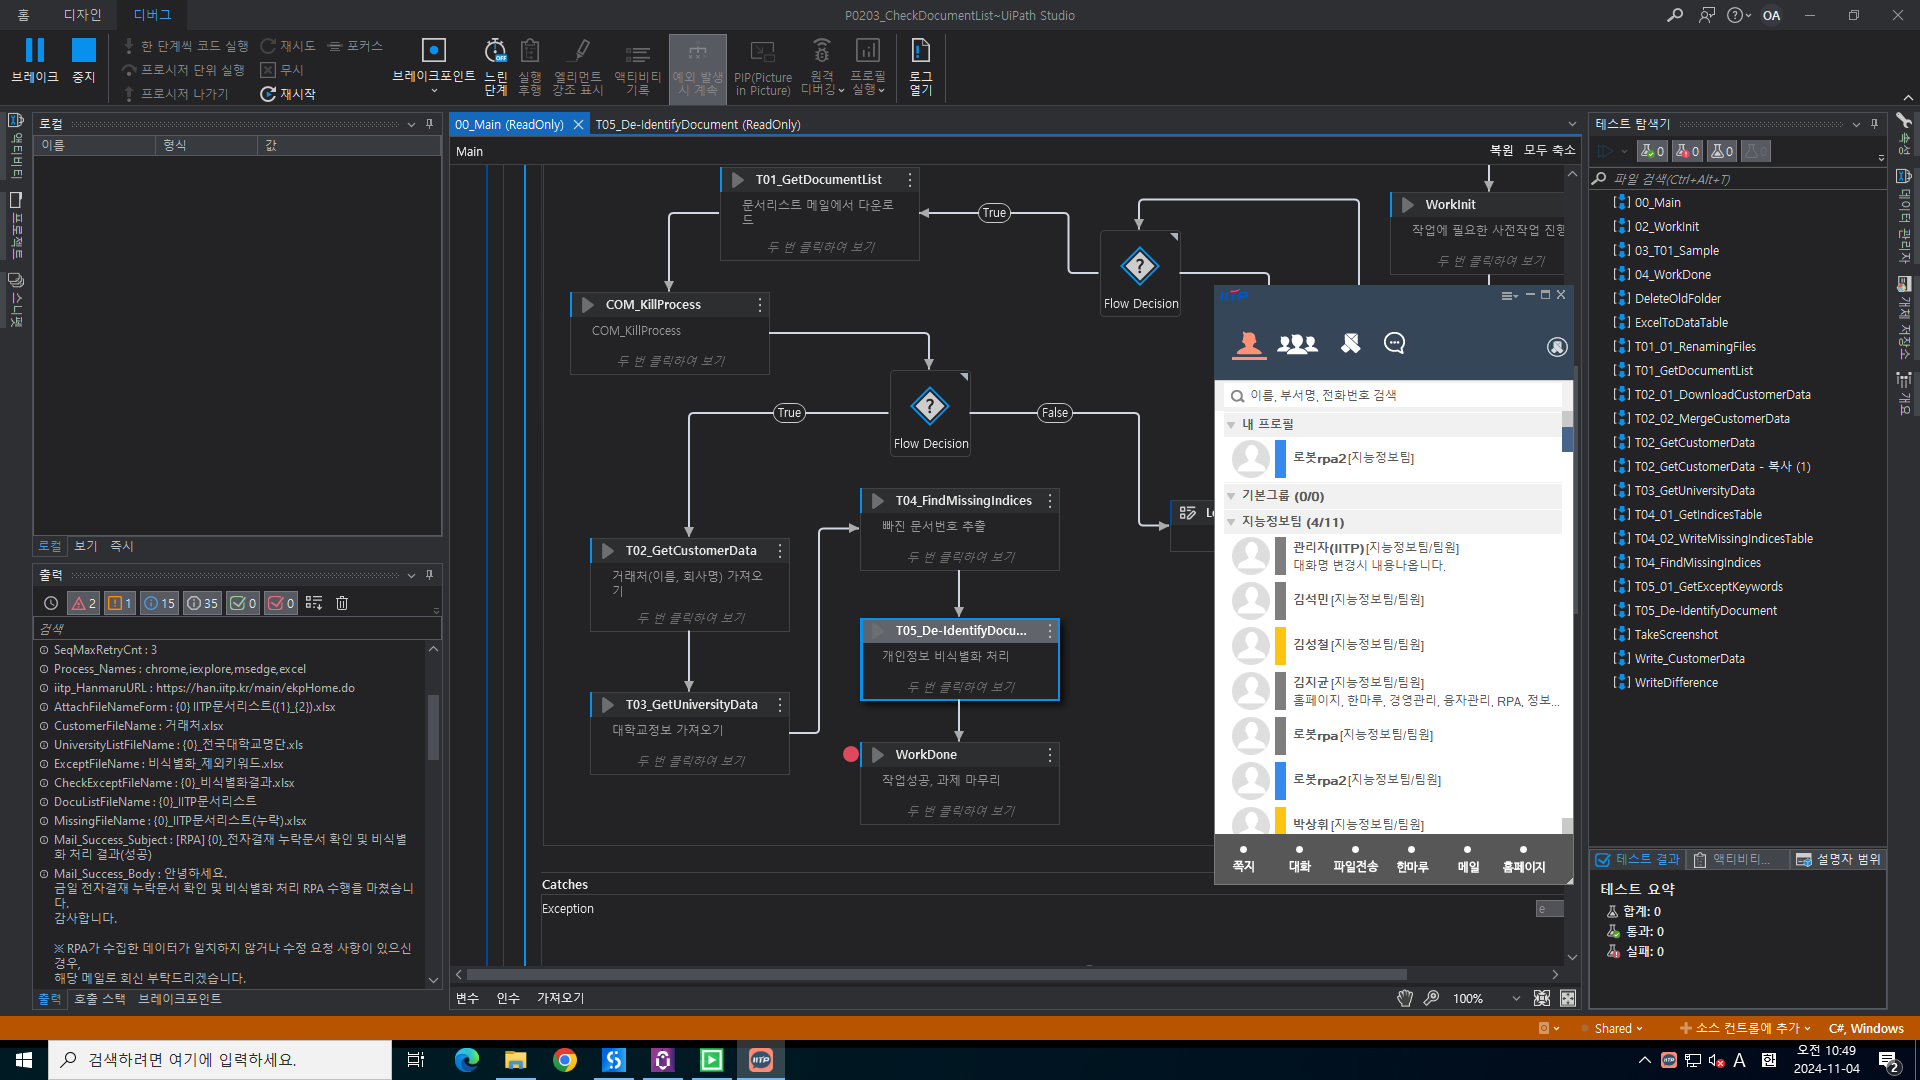 홈
디자인
디버그
P0203_CheckDocumentList~UiPath Studio
OA
브레이크
중지
한 단계씩 코드 실행
프로시저 단위 실행
프로시저 나가기
재시도
무시
재시작
포커스
브레이크포인트
느린
단계
실행
후행
엘리먼트
강조 표시
액티비티
기록
예외 발생
시 계속
PIP(Picture
in Picture)
원격
디버깅
프로필
실행
로그
열기
액티비티
프로젝트
스니펫
로컬
이름
형식
값
로컬
보기
즉시
출력
2
1
15
35
0
0
검색
SeqMaxRetryCnt : 3
Process_Names : chrome,iexplore,msedge,excel
iitp_HanmaruURL : https://han.iitp.kr/main/ekpHome.do
AttachFileNameForm : {0} IITP문서리스트({1}_{2}).xlsx
CustomerFileName : 거래처.xlsx
UniversityListFileName : {0}_전국대학교명단.xls
ExceptFileName : 비식별화_제외키워드.xlsx
CheckExceptFileName : {0}_비식별화결과.xlsx
DocuListFileName : {0}_IITP문서리스트
MissingFileName : {0}_IITP문서리스트(누락).xlsx
Mail_Success_Subject : [RPA] {0}_전자결재 누락문서 확인 및 비식별
화 처리 결과(성공)
Mail_Success_Body : 안녕하세요.
금일 전자결재 누락문서 확인 및 비식별화 처리 RPA 수행을 마쳤습니
다.
감사합니다.
※ RPA가 수집한 데이터가 일치하지 않거나 수정 요청 사항이 있으신
경우,
해당 메일로 회신 부탁드리겠습니다.
출력
호출 스택
브레이크포인트
00_Main (ReadOnly)
T05_De-IdentifyDocument (ReadOnly)
Main
복원
모두 축소
T01_GetDocumentList
문서리스트 메일에서 다운로
드
두 번 클릭하여 보기
True
Flow Decision
WorkInit
작업에 필요한 사전작업 진행
두 번 클릭하여 보기
COM_KillProcess
COM_KillProcess
두 번 클릭하여 보기
True
Flow Decision
False
T04_FindMissingIndices
빠진 문서번호 추출
두 번 클릭하여 보기
T02_GetCustomerData
거래처(이름, 회사명) 가져오
기
두 번 클릭하여 보기
T05_De-IdentifyDocu...
개인정보 비식별화 처리
두 번 클릭하여 보기
T03_GetUniversityData
대학교정보 가져오기
두 번 클릭하여 보기
WorkDone
작업성공, 과제 마무리
두 번 클릭하여 보기
Catches
Exception
e
변수
인수
가져오기
100%
IITP
이름, 부서명, 전화번호 검색
내 프로필
로봇rpa2[지능정보팀]
기본그룹 (0/0)
지능정보팀 (4/11)
관리자(IITP)[지능정보팀/팀원]
대화명 변경시 내용나옵니다.
김석민[지능정보팀/팀원]
김성철[지능정보팀/팀원]
김지균[지능정보팀/팀원]
홈페이지, 한마루, 경영관리, 융자관리, RPA, 정보...
로봇rpa[지능정보팀/팀원]
로봇rpa2[지능정보팀/팀원]
박상휘[지능정보팀/팀원]
쪽지
대화
파일전송
한마루
메일
홈페이지
테스트 탐색기
0
0
0
0
파일 검색(Ctrl+Alt+T)
00_Main
02_WorkInit
03_T01_Sample
04_WorkDone
DeleteOldFolder
ExcelToDataTable
T01_01_RenamingFiles
T01_GetDocumentList
T02_01_DownloadCustomerData
T02_02_MergeCustomerData
T02_GetCustomerData
T02_GetCustomerData - 복사 (1)
T03_GetUniversityData
T04_01_GetIndicesTable
T04_02_WriteMissingIndicesTable
T04_FindMissingIndices
T05_01_GetExceptKeywords
T05_De-IdentifyDocument
TakeScreenshot
Write_CustomerData
WriteDifference
테스트 결과
액티비티...
설명자 범위
테스트 요약
합계: 0
통과: 0
실패: 0
속성
데이터 관리자
개체 저장소
개요
Shared
소스 컨트롤에 추가
C#, Windows
검색하려면 여기에 입력하세요.
IITP
A
한
오전 10:49
2024-11-04
2